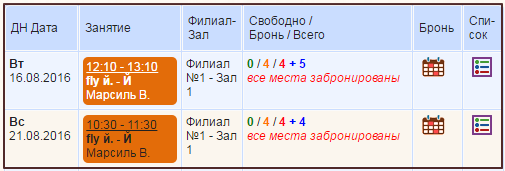 ДН Дата Занятие Филиал- Свободно / Бронь Спи-
Зал Бронь / Всего сок
Вт 12:10 - 13:10 Филиал 0 / 4 / 4 + 5
16.08.2016 fly й. - Й №1 - Зал все места забронированы
Марсиль В. 1
Вс 10:30 - 11:30 Филиал 0 / 4 / 4 + 4
21.08.2016 fly й. - Й №1 - Зал все места забронированы
Марсиль В. 1